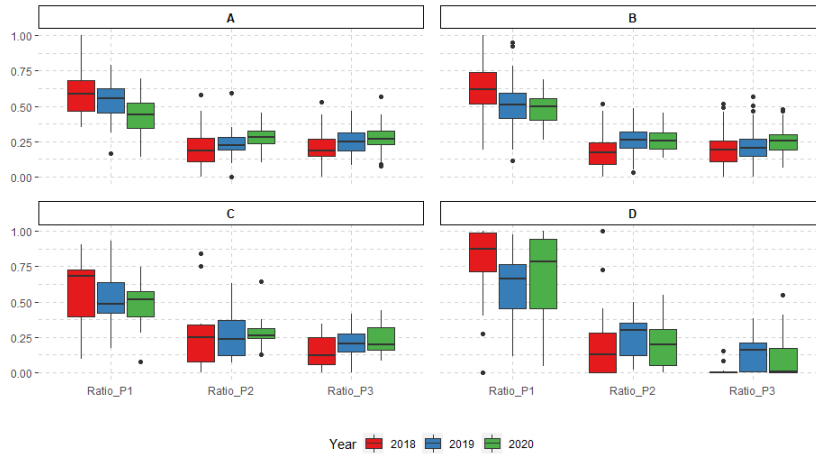 A
B
1.00
0.75
0.50
0.25
0.00
C
D
1.00
0.75
0.50
0.25
0.00
Ratio_P1
Ratio_P2
Ratio_P3
Ratio_P1
Ratio_P2
Ratio_P3
Year 2018 2019 2020